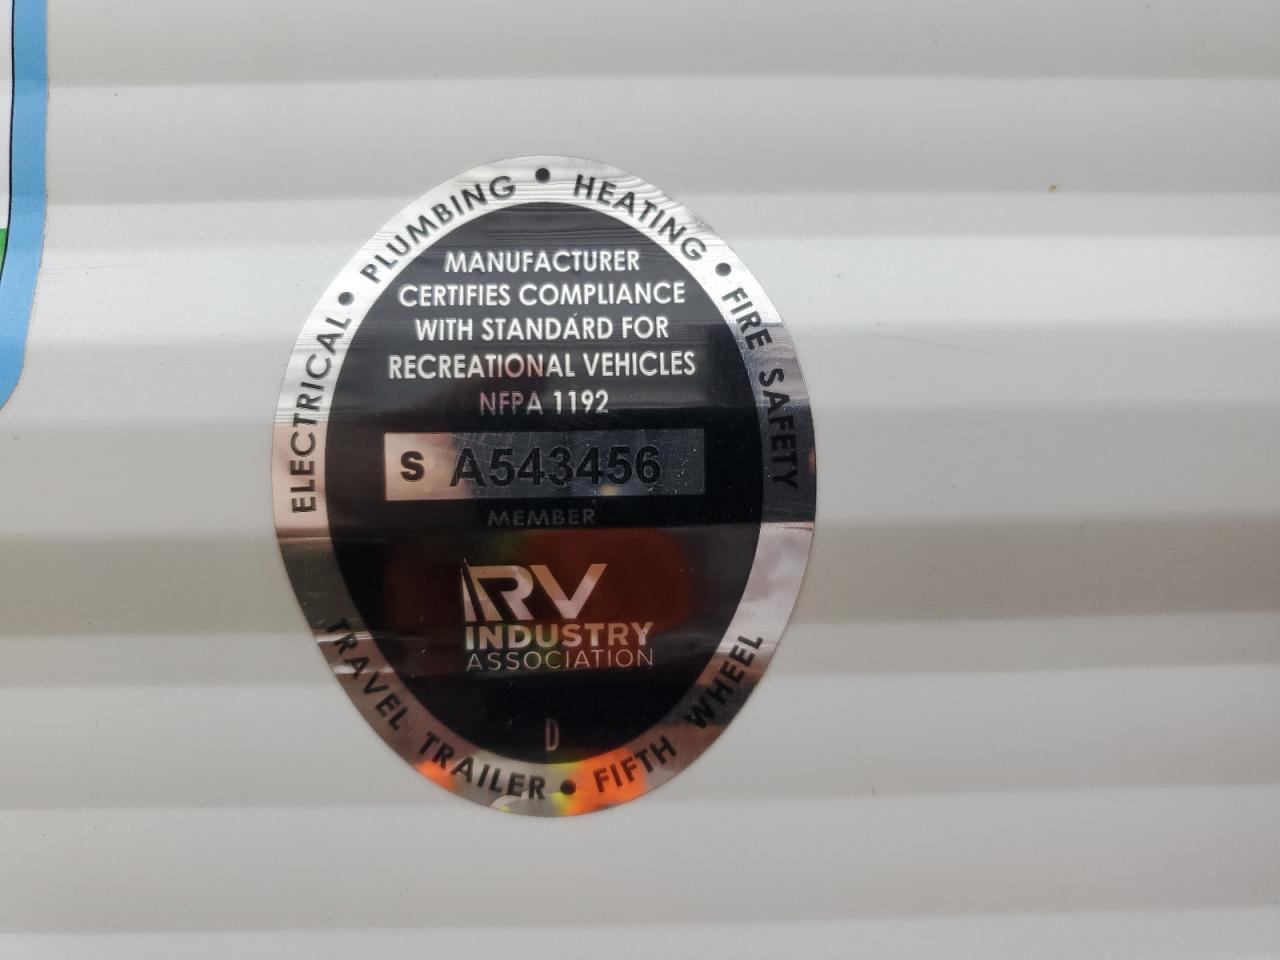 ELECTRICAL • PLUMBING • HEATING • FIRE SAFETY
MANUFACTURER
CERTIFIES COMPLIANCE
WITH STANDARD FOR
RECREATIONAL VEHICLES
NFPA 1192
S A543456
MEMBER
RV
INDUSTRY
ASSOCIATION
D
TRAVEL TRAILER • FIFTH WHEEL